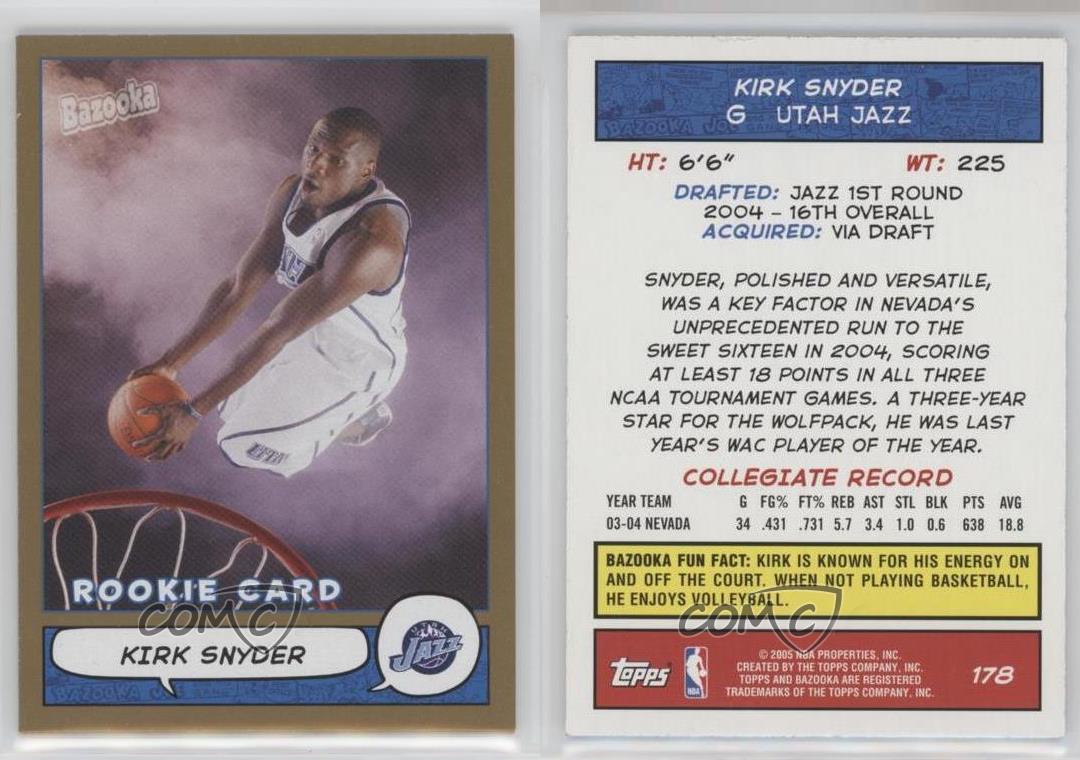 Bazooka
UTAH
ROOKIE CARD
COMC
KIRK SNYDER
UTAH
JAZZ
KIRK SNYDER
G UTAH JAZZ
HT: 6'6" WT: 225
DRAFTED: JAZZ 1ST ROUND
2004 – 16TH OVERALL
ACQUIRED: VIA DRAFT
SNYDER, POLISHED AND VERSATILE,
WAS A KEY FACTOR IN NEVADA'S
UNPRECEDENTED RUN TO THE
SWEET SIXTEEN IN 2004, SCORING
AT LEAST 18 POINTS IN ALL THREE
NCAA TOURNAMENT GAMES. A THREE-YEAR
STAR FOR THE WOLFPACK, HE WAS LAST
YEAR'S WAC PLAYER OF THE YEAR.
COLLEGIATE RECORD
YEAR TEAM G FG% FT% REB AST STL BLK PTS AVG
03-04 NEVADA 34 .431 .731 5.7 3.4 1.0 0.6 638 18.8
BAZOOKA FUN FACT: KIRK IS KNOWN FOR HIS ENERGY ON
AND OFF THE COURT. WHEN NOT PLAYING BASKETBALL,
HE ENJOYS VOLLEYBALL.
COMC
© 2005 NBA PROPERTIES, INC.
CREATED BY THE TOPPS COMPANY, INC.
TOPPS AND BAZOOKA ARE REGISTERED
TRADEMARKS OF THE TOPPS COMPANY, INC.
Topps
NBA
178